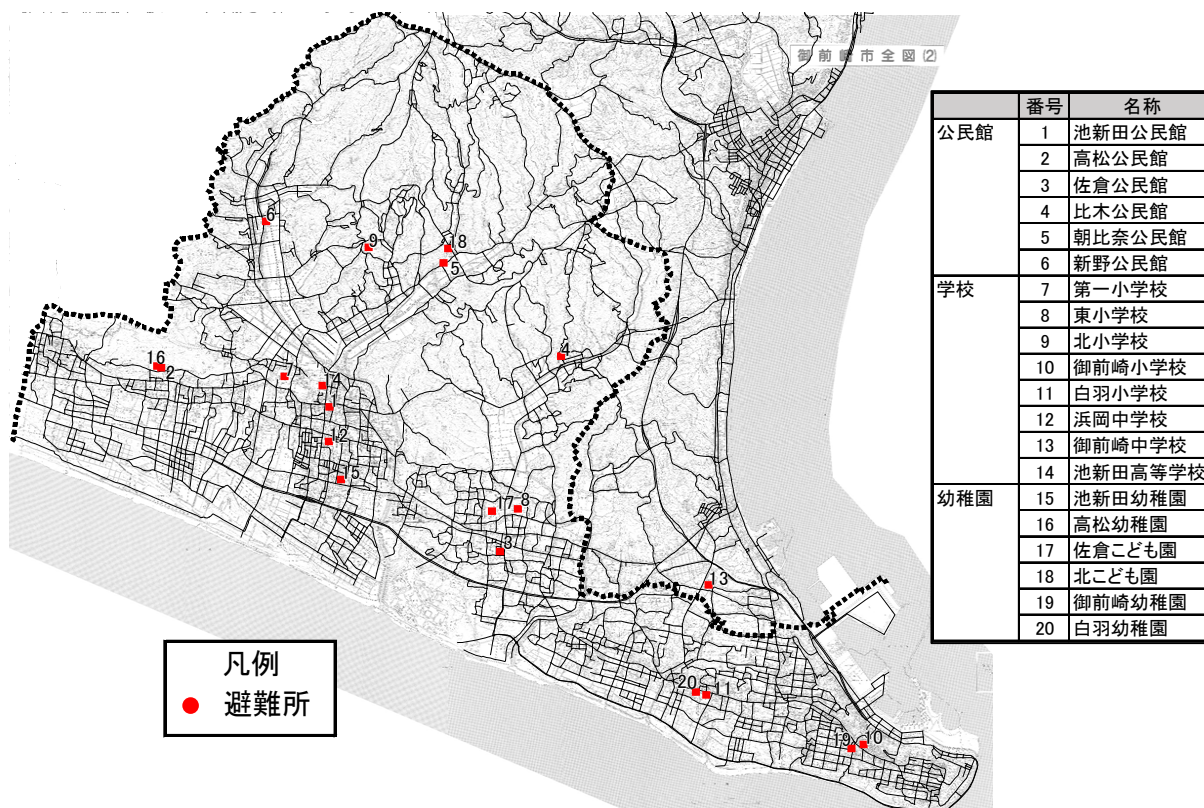 御前崎市全図(2)
番号 名称
公民館 1 池新田公民館
2 高松公民館
3 佐倉公民館
4 比木公民館
5 朝比奈公民館
6 新野公民館
学校 7 第一小学校
8 東小学校
9 北小学校
10 御前崎小学校
11 白羽小学校
12 浜岡中学校
13 御前崎中学校
14 池新田高等学校
幼稚園 15 池新田幼稚園
16 高松幼稚園
17 佐倉こども園
18 北こども園
19 御前崎幼稚園
20 白羽幼稚園
6
9
18
5
4
16
2
7
14
1
12
15
17
8
3
13
20
11
19
10
凡例
避難所